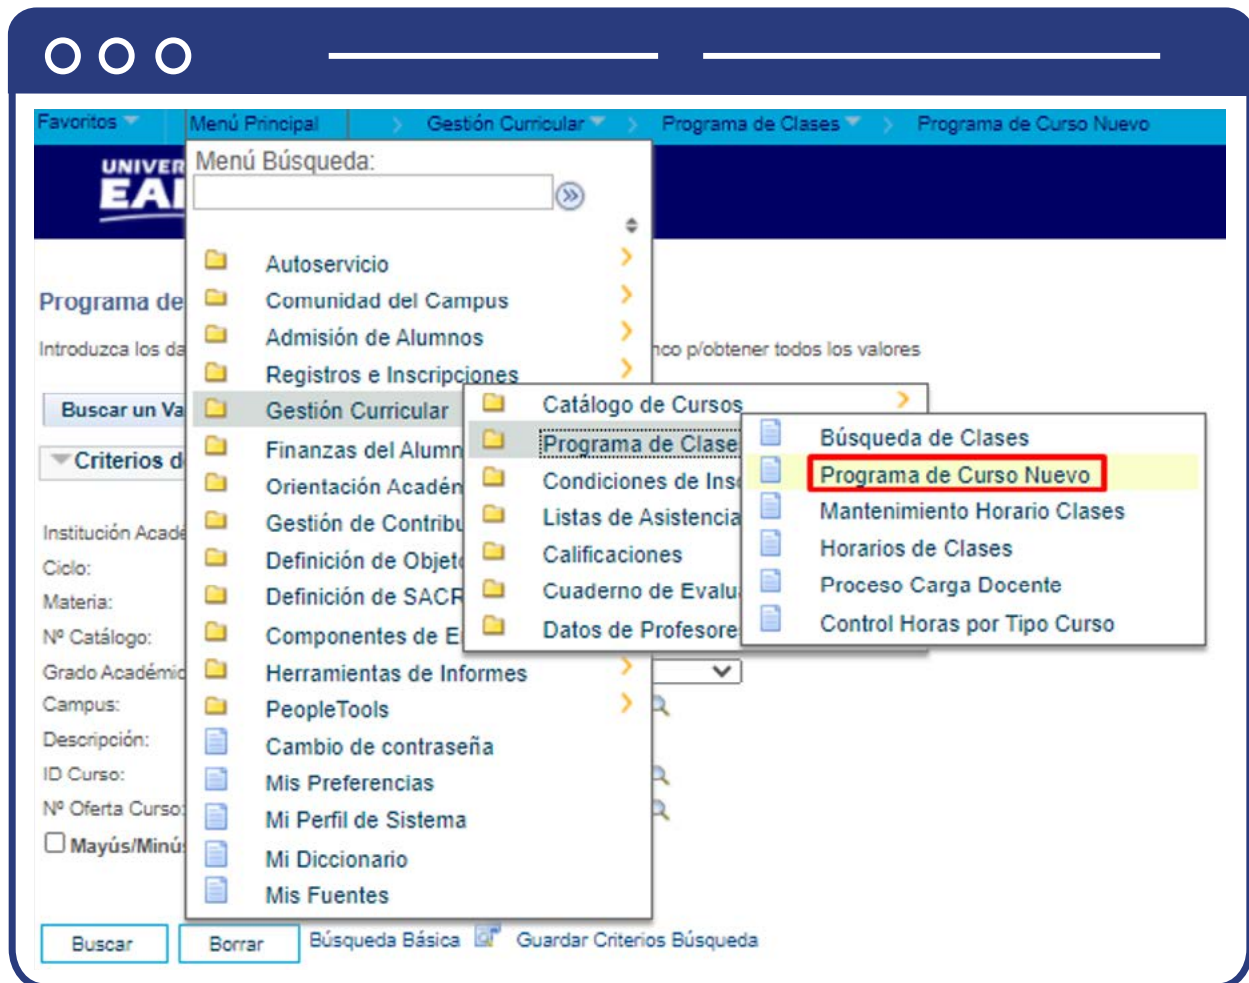 Favoritos Menú Principal Gestión Curricular Programa de Clases Programa de Curso Nuevo
Menú Búsqueda:
Autoservicio
Comunidad del Campus
Admisión de Alumnos
Registros e Inscripciones
Gestión Curricular
Finanzas del Alumn
Orientación Académ
Gestión de Contribu
Definición de Objeto
Definición de SACR
Componentes de E
Herramientas de Informes
PeopleTools
Cambio de contraseña
Mis Preferencias
Mi Perfil de Sistema
Mi Diccionario
Mis Fuentes
Catálogo de Cursos
Programa de Clase
Condiciones de Ins
Listas de Asistencia
Calificaciones
Cuaderno de Evalu
Datos de Profesore
Búsqueda de Clases
Programa de Curso Nuevo
Mantenimiento Horario Clases
Horarios de Clases
Proceso Carga Docente
Control Horas por Tipo Curso
UNIVER
EA
Programa de
Introduzca los da nco p/obtener todos los valores
Buscar un Va
Criterios d
Institución Acadé
Ciclo:
Materia:
Nº Catálogo:
Grado Académic
Campus:
Descripción:
ID Curso:
Nº Oferta Curso:
Mayús/Minús
Buscar Borrar Búsqueda Básica Guardar Criterios Búsqueda